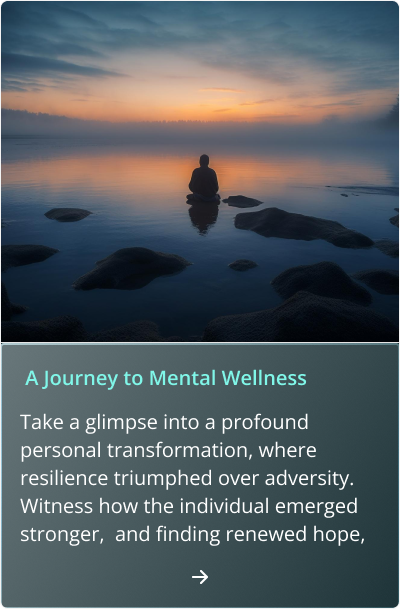 A Journey to Mental Wellness
Take a glimpse into a profound
personal transformation, where
resilience triumphed over adversity.
Witness how the individual emerged
stronger,  and finding renewed hope,